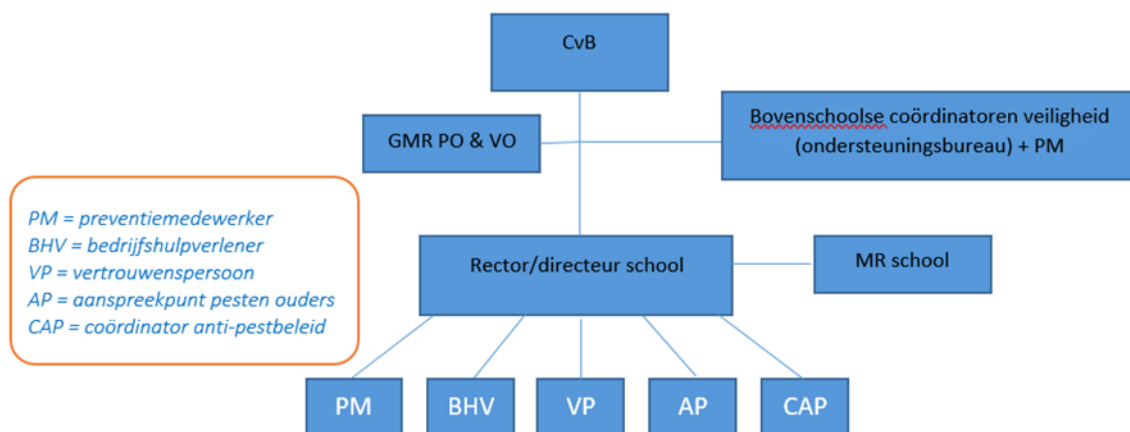 CvB
GMR PO & VO
Bovenschoolse coördinatoren veiligheid
(ondersteuningsbureau) + PM
PM = preventiemedewerker
BHV = bedrijfshulpverlener
VP = vertrouwenspersoon
AP = aanspreekpunt pesten ouders
CAP = coördinator anti-pestbeleid
Rector/directeur school
MR school
PM
BHV
VP
AP
CAP